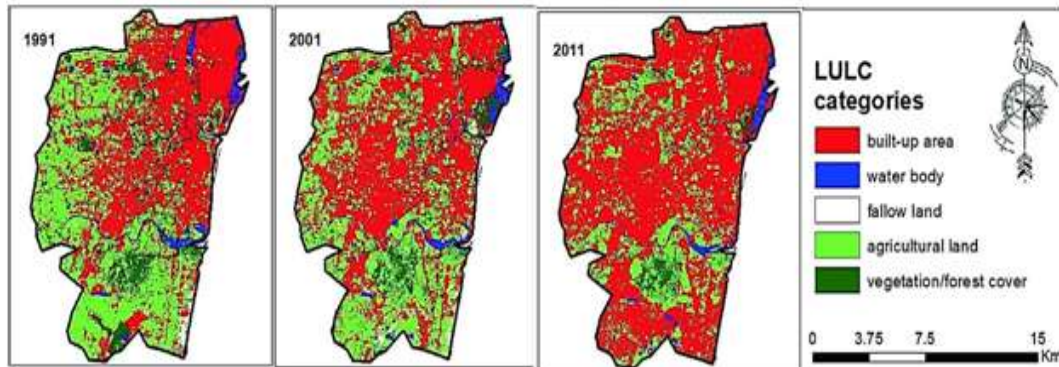 1991
2001
2011
N
LULC
categories
built-up area
water body
fallow land
agricultural land
vegetation/forest cover
0 3.75 7.5 15
Km